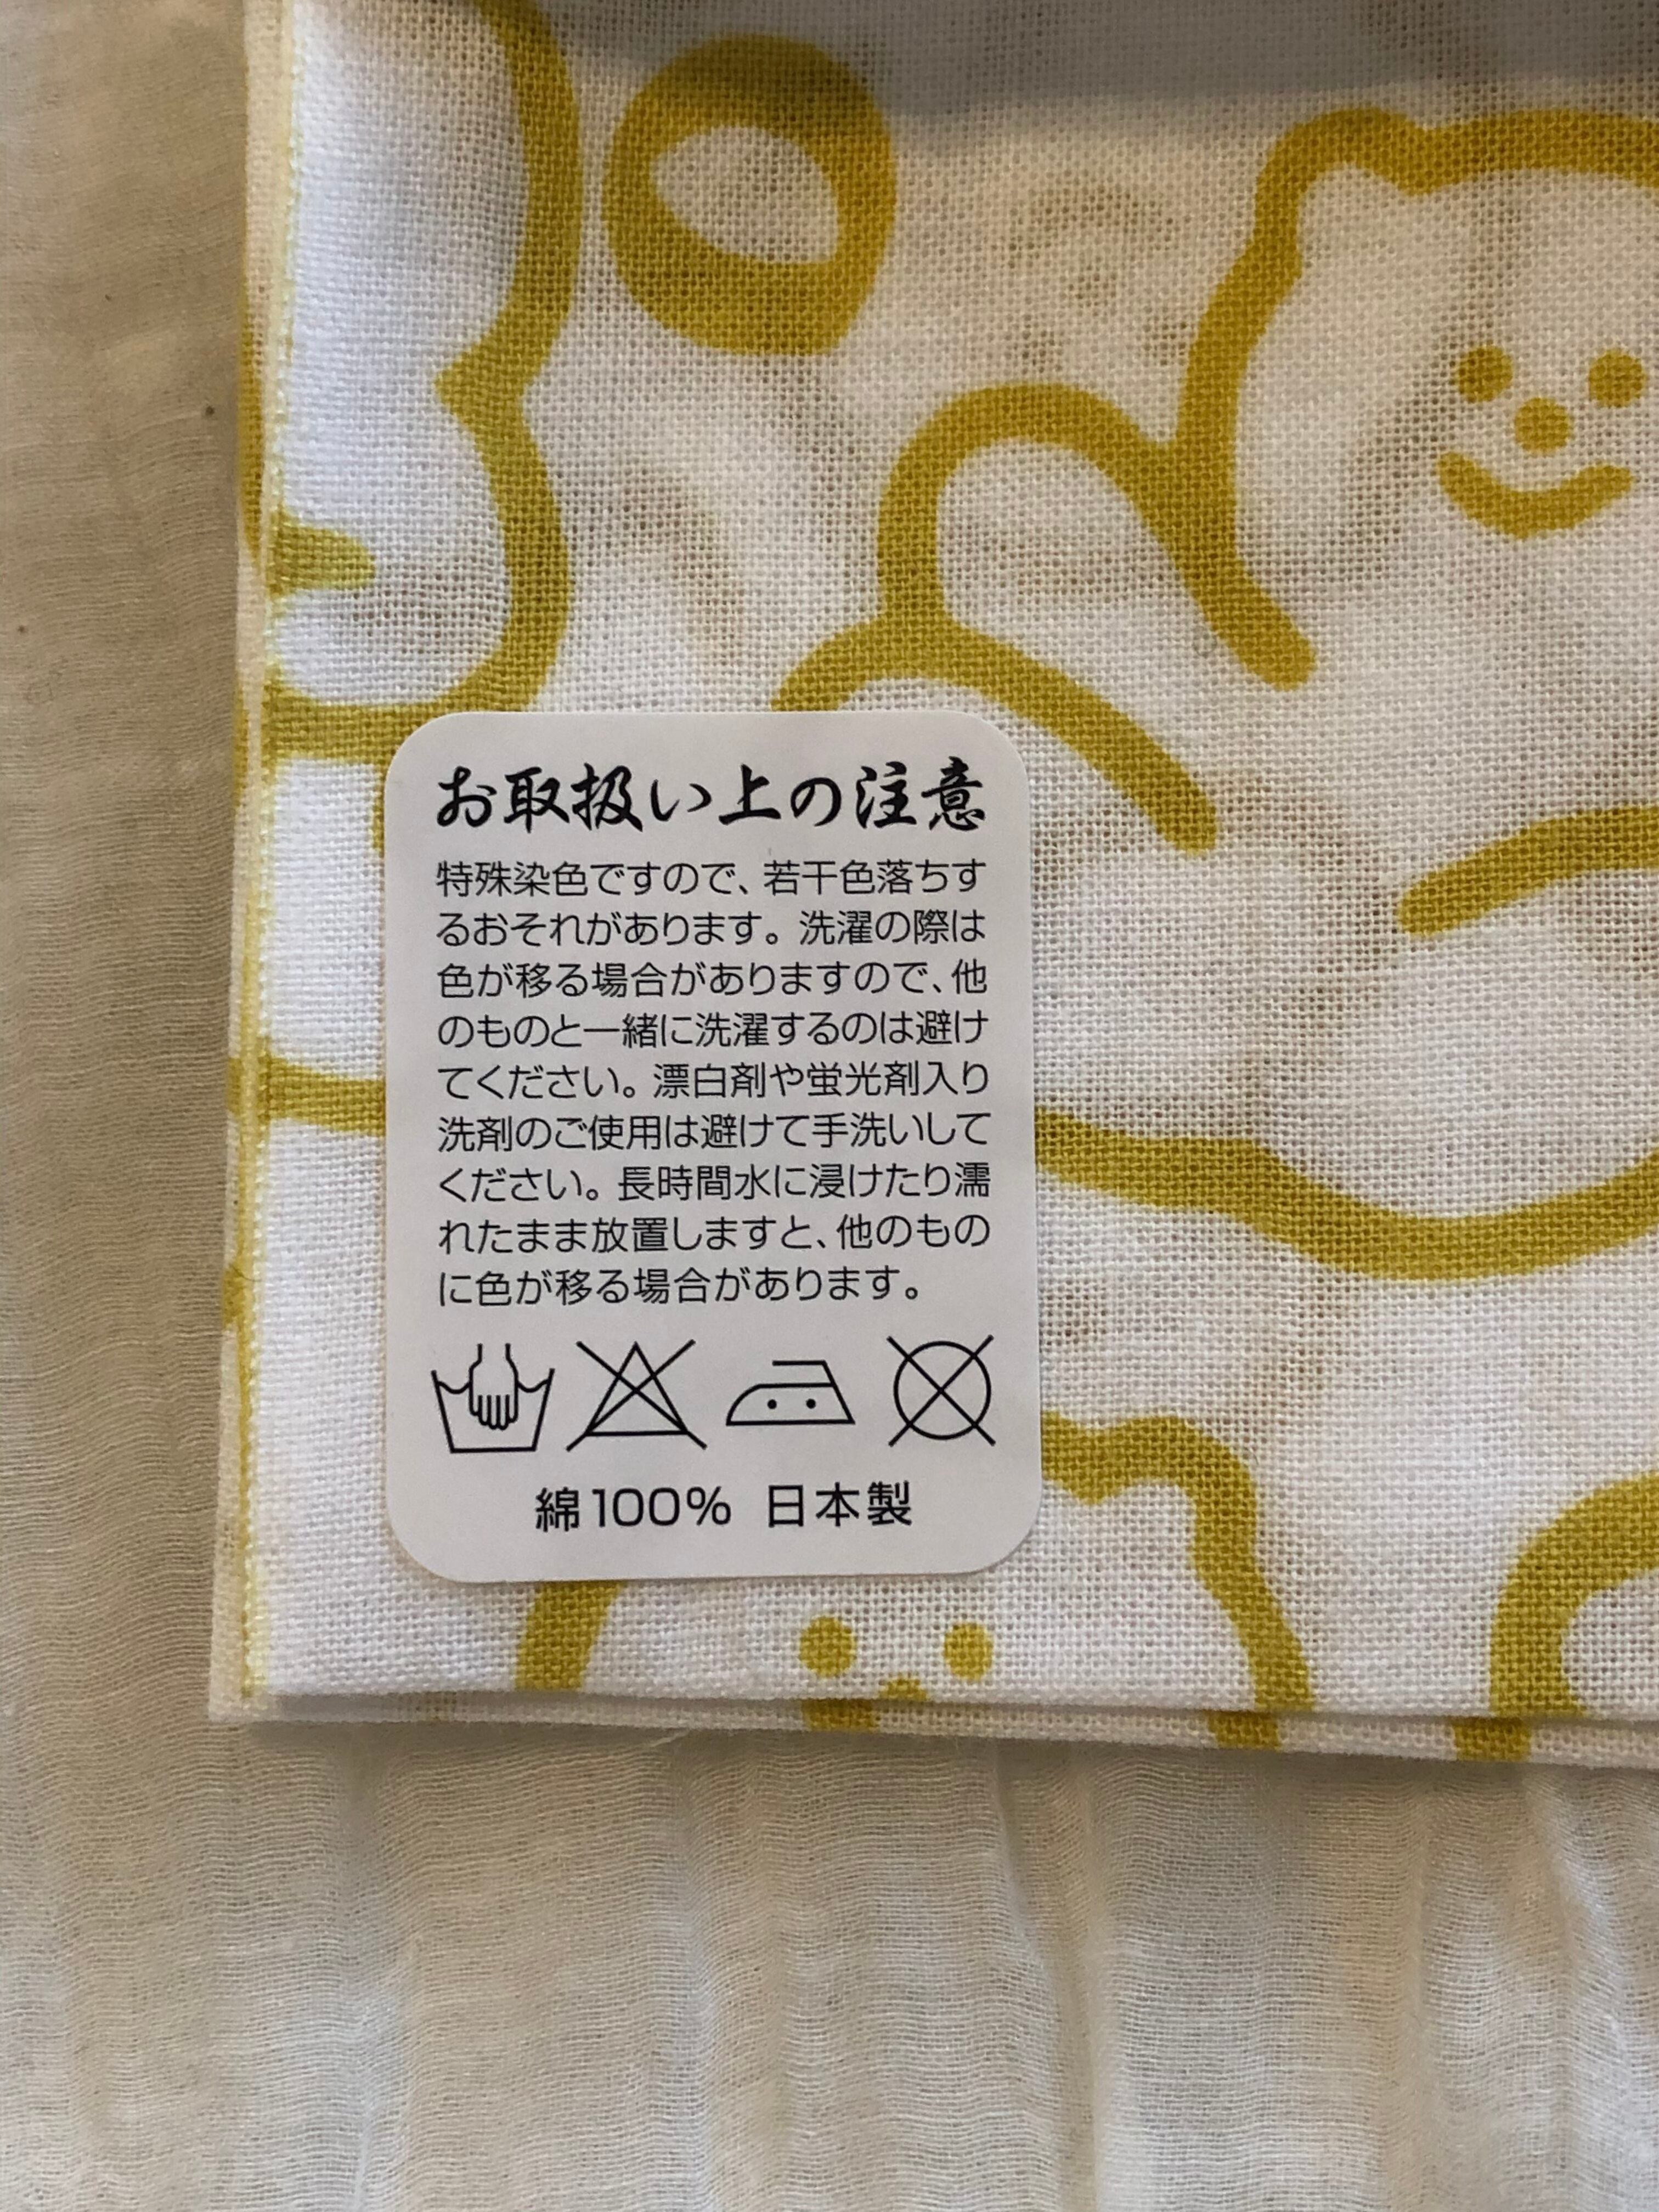 お取扱い上の注意
特殊染色ですので、若干色落ちす
るおそれがあります。洗濯の際は
色が移る場合がありますので、他
のものと一緒に洗濯するのは避け
てください。漂白剤や蛍光剤入り
洗剤のご使用は避けて手洗いして
ください。長時間水に浸けたり濡
れたまま放置しますと、他のもの
に色が移る場合があります。
綿100% 日本製